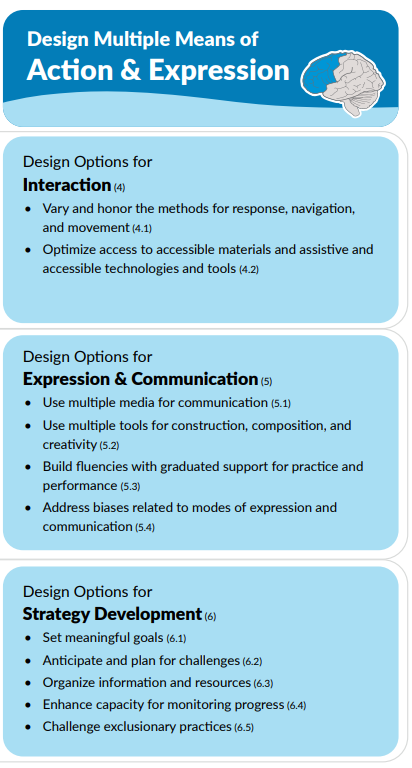 Design Multiple Means of
Action & Expression
Design Options for
Interaction (4)
• Vary and honor the methods for response, navigation,
and movement (4.1)
• Optimize access to accessible materials and assistive and
accessible technologies and tools (4.2)
Design Options for
Expression & Communication (5)
• Use multiple media for communication (5.1)
• Use multiple tools for construction, composition, and
creativity (5.2)
• Build fluencies with graduated support for practice and
performance (5.3)
• Address biases related to modes of expression and
communication (5.4)
Design Options for
Strategy Development (6)
• Set meaningful goals (6.1)
• Anticipate and plan for challenges (6.2)
• Organize information and resources (6.3)
• Enhance capacity for monitoring progress (6.4)
• Challenge exclusionary practices (6.5)